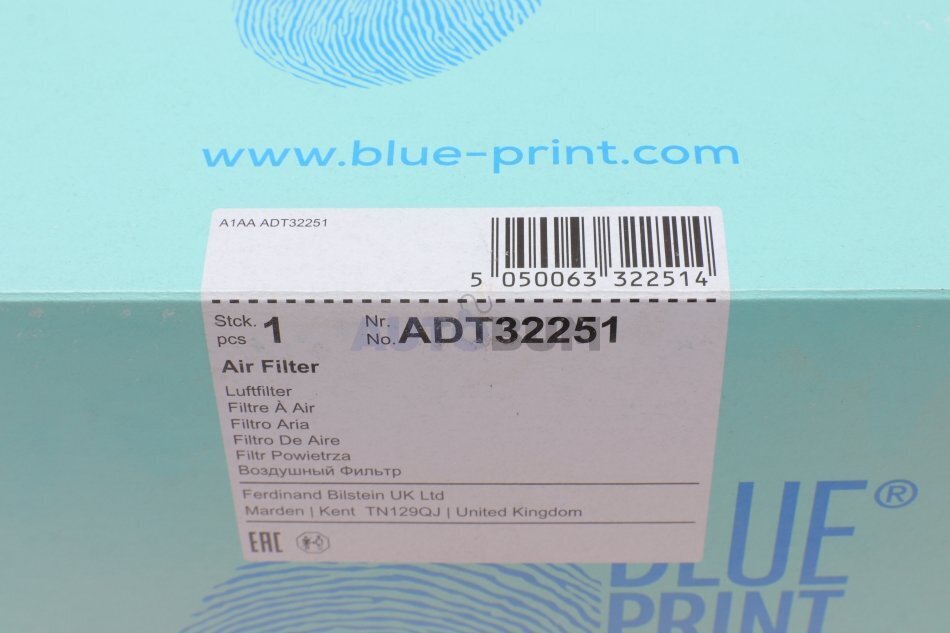 www.blue-print.com
A1AA ADT32251
5 050063 322514
Stck. 1 Nr. ADT32251
pcs No.
Air Filter
Luftfilter
Filtre À Air
Filtro Aria
Filtro De Aire
Filtr Powietrza
Воздушный Фильтр
Ferdinand Bilstein UK Ltd
Marden | Kent TN129QJ | United Kingdom
EAC
BLUE®
PRINT